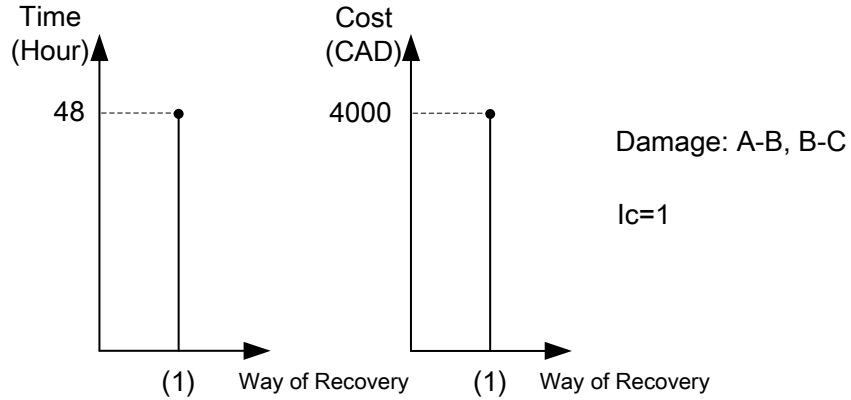 Time
(Hour)
48
(1)
Way of Recovery
Cost
(CAD)
4000
(1)
Way of Recovery
Damage: A-B, B-C
Ic=1